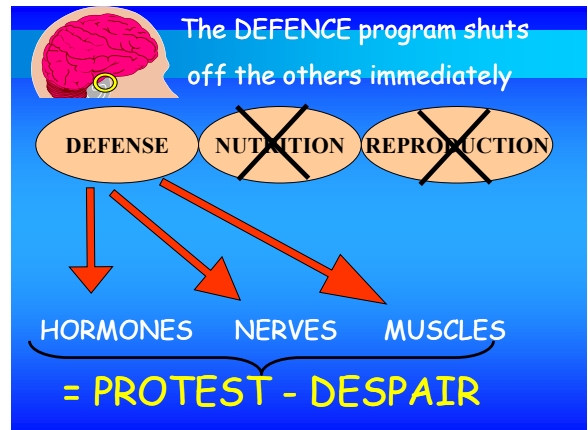 The DEFENCE program shuts
off the others immediately
DEFENSE NUTRITION REPRODUCTION
HORMONES NERVES MUSCLES
= PROTEST - DESPAIR